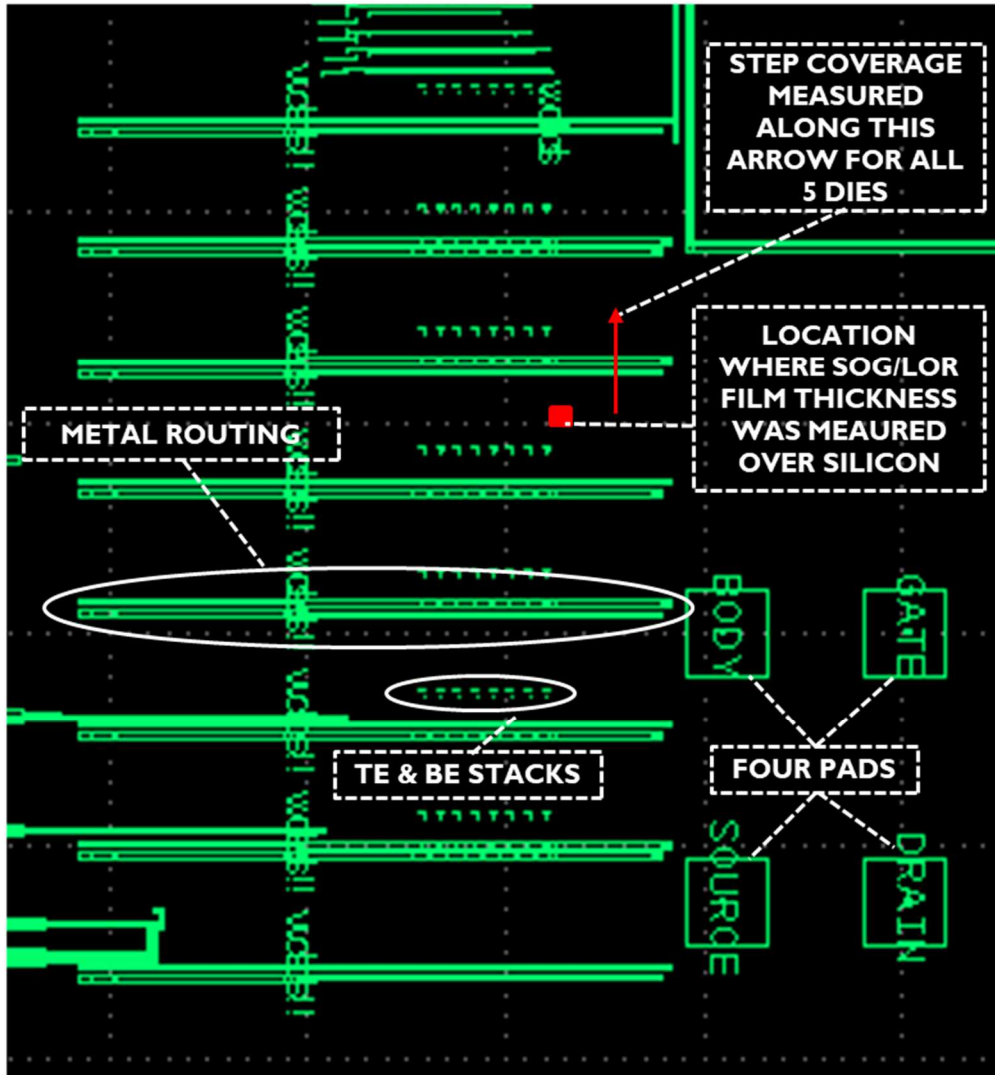 STEP COVERAGE
MEASURED
ALONG THIS
ARROW FOR ALL
5 DIES
LOCATION
WHERE SOG/LOR
FILM THICKNESS
WAS MEAURED
OVER SILICON
METAL ROUTING
BODY
GATE
TE & BE STACKS
FOUR PADS
SOURCE
DRAIN